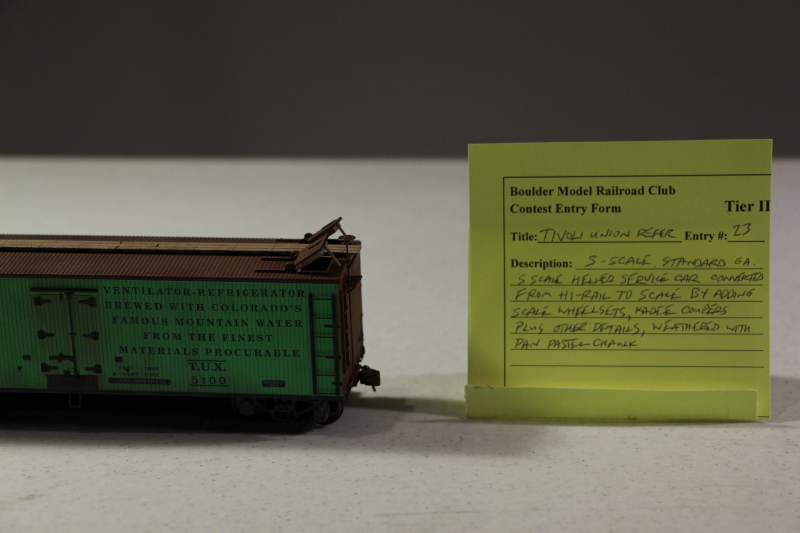 VENTILATOR-REFRIGERATOR
BREWED WITH COLORADO'S
FAMOUS MOUNTAIN WATER
FROM THE FINEST
MATERIALS PROCURABLE
T.U.X.
5100
Boulder Model Railroad Club
Contest Entry Form Tier II
Title: TIVOLI UNION REFER Entry #: 23
Description: S-SCALE STANDARD GA.
S SCALE HELPER SERVICE CAR CONVERTED
FROM HI-RAIL TO SCALE BY ADDING
SCALE WHEELSETS, KADEE COUPERS
PLUS OTHER DETAILS, WEATHERED WITH
PAN PASTEL CHALK